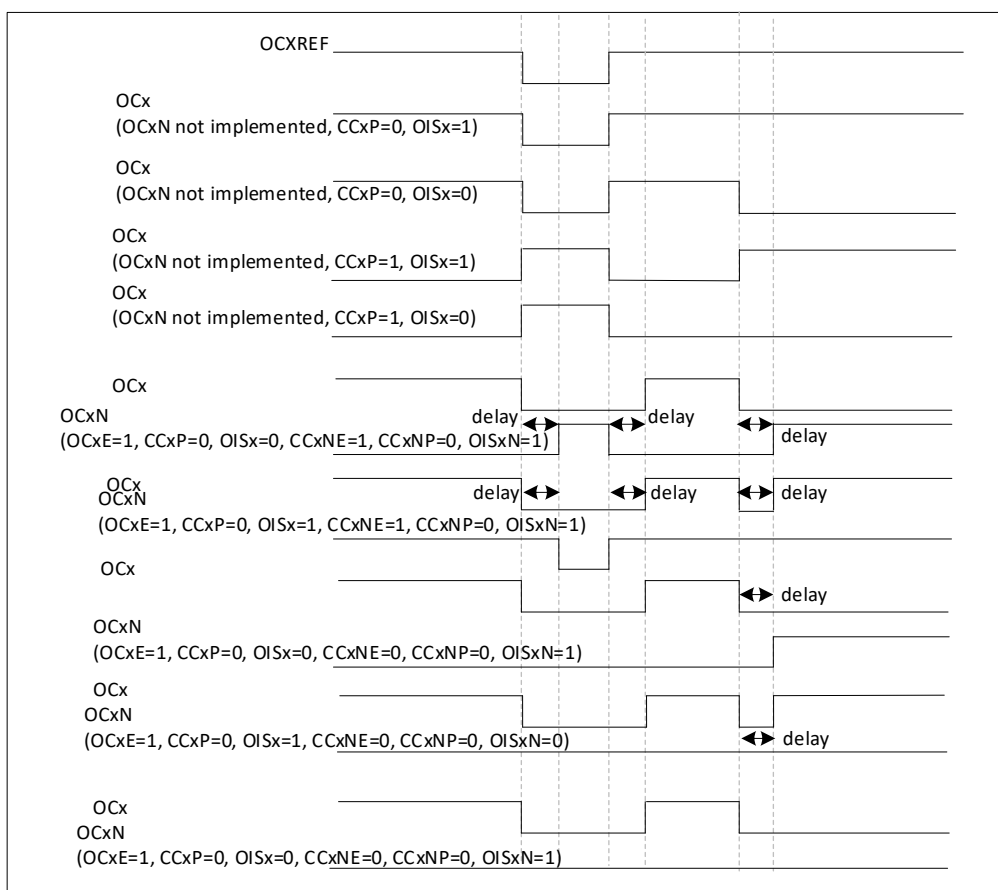 OCXREF
OCx
(OCxN not implemented, CCxP=0, OISx=1)
OCx
(OCxN not implemented, CCxP=0, OISx=0)
OCx
(OCxN not implemented, CCxP=1, OISx=1)
OCx
(OCxN not implemented, CCxP=1, OISx=0)
OCx
OCxN
delay
delay
delay
(OCxE=1, CCxP=0, OISx=0, CCxNE=1, CCxNP=0, OISxN=1)
OCx
OCxN
delay
delay
delay
(OCxE=1, CCxP=0, OISx=1, CCxNE=1, CCxNP=0, OISxN=1)
OCx
delay
OCxN
(OCxE=1, CCxP=0, OISx=0, CCxNE=0, CCxNP=0, OISxN=1)
OCx
OCxN
(OCxE=1, CCxP=0, OISx=1, CCxNE=0, CCxNP=0, OISxN=0)
delay
OCx
OCxN
(OCxE=1, CCxP=0, OISx=0, CCxNE=0, CCxNP=0, OISxN=1)